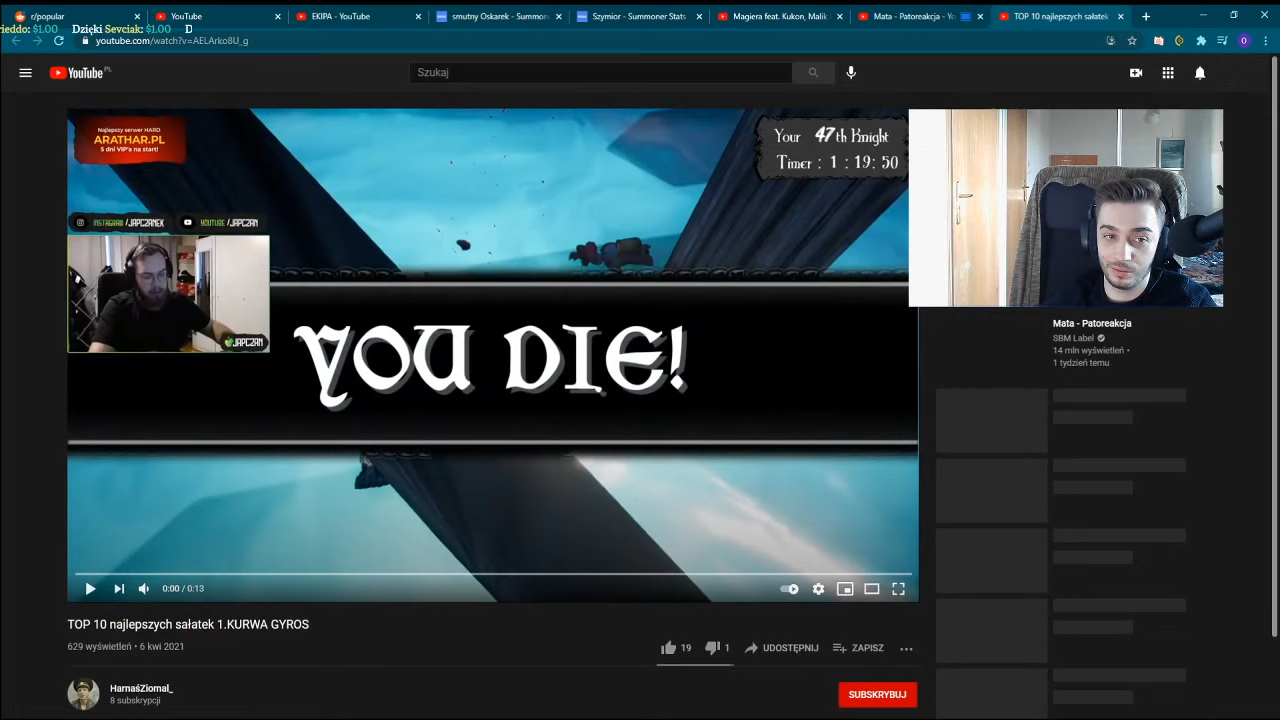 r/popular
YouTube
EKIPA - YouTube
smutny Oskarek - Summon
Szymior - Summoner Stats
Magiera feat. Kukon, Malik
Mata - Patoreakcja - Yo
TOP 10 najlepszych sałatek
rieddo: $1.00 Dzięki Sevciak: $1.00 D
youtube.com/watch?v=AELArko8U_g
O
YouTube PL
Szukaj
Najlepszy serwer HARD
ARATHAR.PL
5 dni VIP'a na start!
Your 47th Knight
Timer : 1 : 19: 50
INSTAGRAM/JAPCZANEK YOUTUBE/JAPCZAN
JAPCZAN
YOU DIE!
0:00 / 0:13
Mata - Patoreakcja
SBM Label
14 mln wyświetleń •
1 tydzień temu
TOP 10 najlepszych sałatek 1.KURWA GYROS
629 wyświetleń • 6 kwi 2021
19 1 UDOSTĘPNIJ ZAPISZ
HarnaśZiomal_
8 subskrypcji
SUBSKRYBUJ